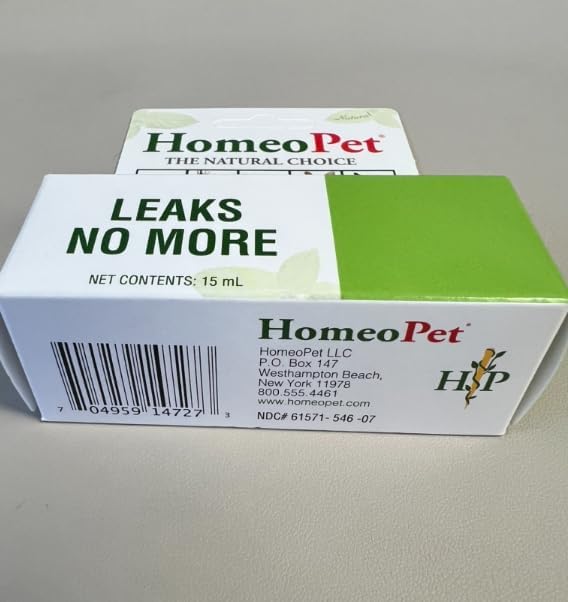 Natural
HomeoPet®
THE NATURAL CHOICE
LEAKS
NO MORE
NET CONTENTS: 15 mL
HomeoPet®
HomeoPet LLC
P.O. Box 147
Westhampton Beach,
New York 11978
800.555.4461
www.homeopet.com
NDC# 61571- 546 -07
HP
7 04959 14727 3